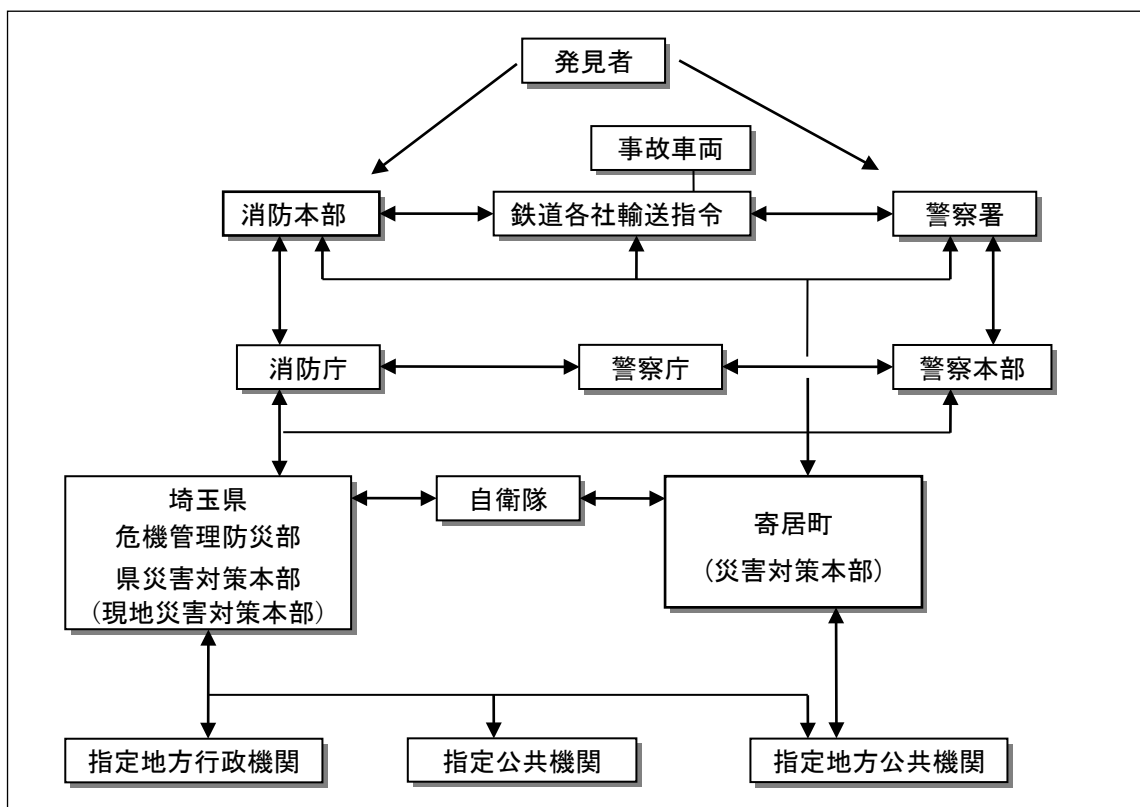 発見者
事故車両
消防本部
鉄道各社輸送指令
警察署
消防庁
警察庁
警察本部
埼玉県
危機管理防災部
県災害対策本部
(現地災害対策本部)
自衛隊
寄居町
(災害対策本部)
指定地方行政機関
指定公共機関
指定地方公共機関